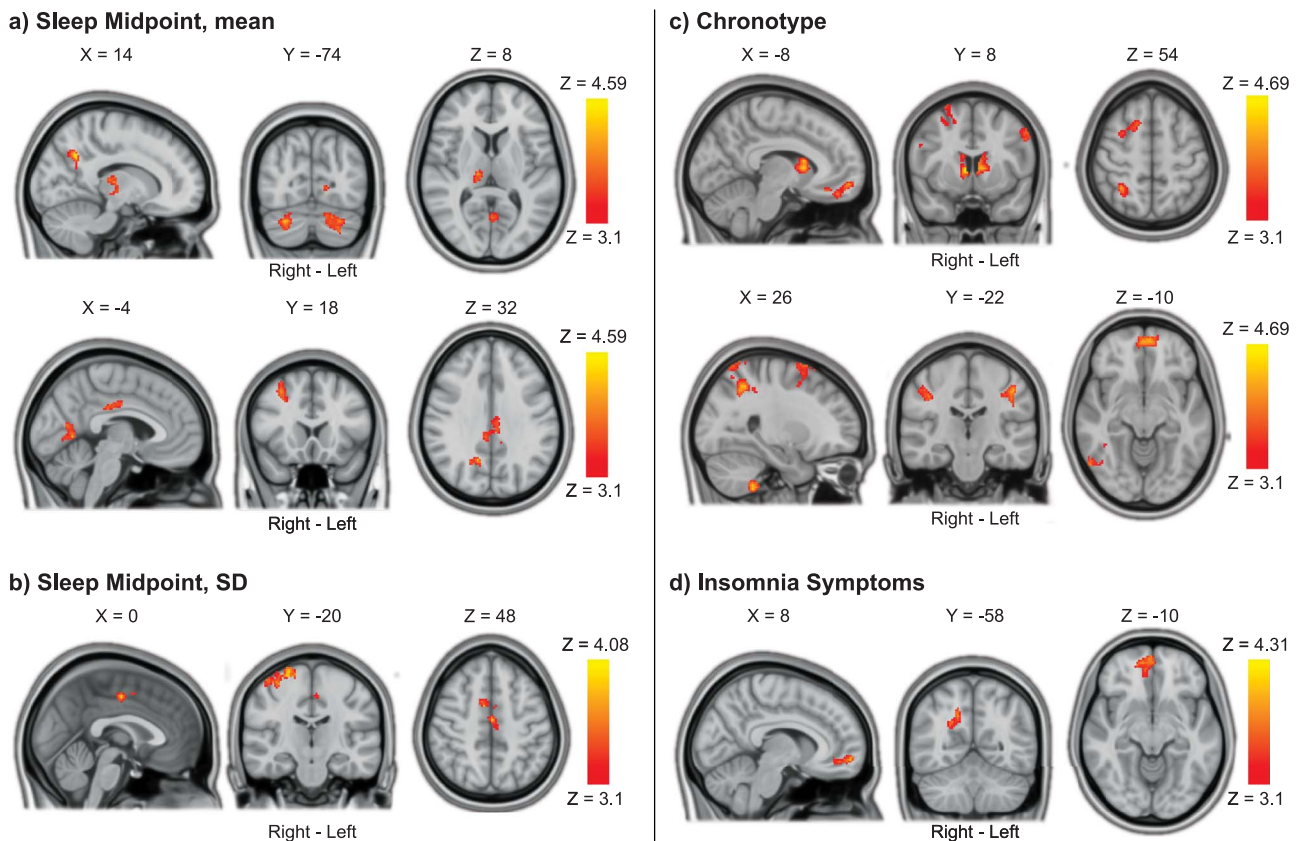 a) Sleep Midpoint, mean
X = 14
Y = -74
Z = 8
Z = 4.59
Z = 3.1
Right - Left
X = -4
Y = 18
Z = 32
Z = 4.59
Z = 3.1
Right - Left
b) Sleep Midpoint, SD
X = 0
Y = -20
Z = 48
Z = 4.08
Z = 3.1
Right - Left
c) Chronotype
X = -8
Y = 8
Z = 54
Z = 4.69
Z = 3.1
Right - Left
X = 26
Y = -22
Z = -10
Z = 4.69
Z = 3.1
Right - Left
d) Insomnia Symptoms
X = 8
Y = -58
Z = -10
Z = 4.31
Z = 3.1
Right - Left